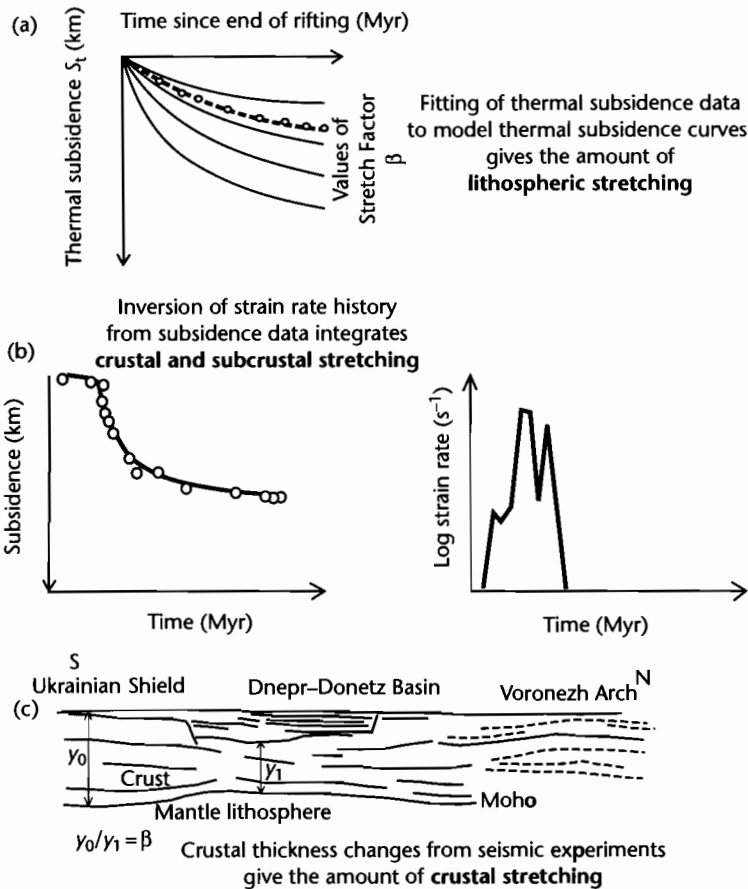 (a)
Time since end of rifting (Myr)
Thermal subsidence St (km)
Values of
Stretch Factor
β
Fitting of thermal subsidence data
to model thermal subsidence curves
gives the amount of
lithospheric stretching
Inversion of strain rate history
from subsidence data integrates
crustal and subcrustal stretching
(b)
Subsidence (km)
Time (Myr)
Log strain rate (s⁻¹)
Time (Myr)
S
Ukrainian Shield
Dnepr–Donetz Basin
N
Voronezh Arch
(c)
y₀
y₁
Crust
Mantle lithosphere
Moho
y₀/y₁ = β
Crustal thickness changes from seismic experiments
give the amount of crustal stretching